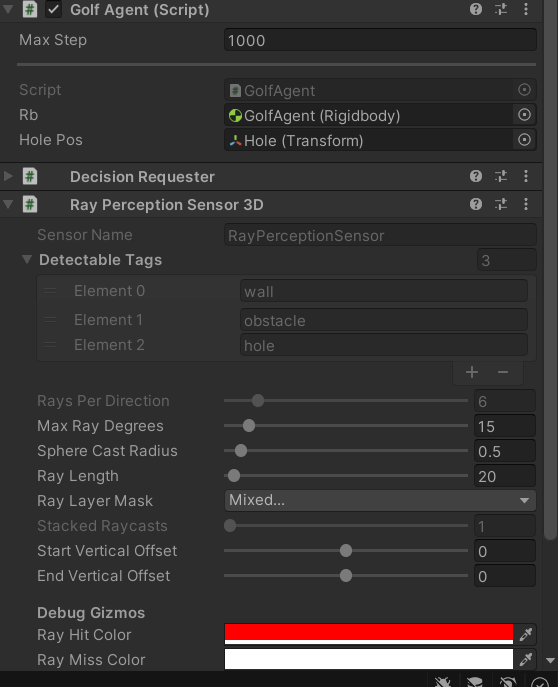 Golf Agent (Script)
Max Step 1000
Script GolfAgent
Rb GolfAgent (Rigidbody)
Hole Pos Hole (Transform)
Decision Requester
Ray Perception Sensor 3D
Sensor Name RayPerceptionSensor
Detectable Tags 3
Element 0 wall
Element 1 obstacle
Element 2 hole
Rays Per Direction 6
Max Ray Degrees 15
Sphere Cast Radius 0.5
Ray Length 20
Ray Layer Mask Mixed...
Stacked Raycasts 1
Start Vertical Offset 0
End Vertical Offset 0
Debug Gizmos
Ray Hit Color
Ray Miss Color